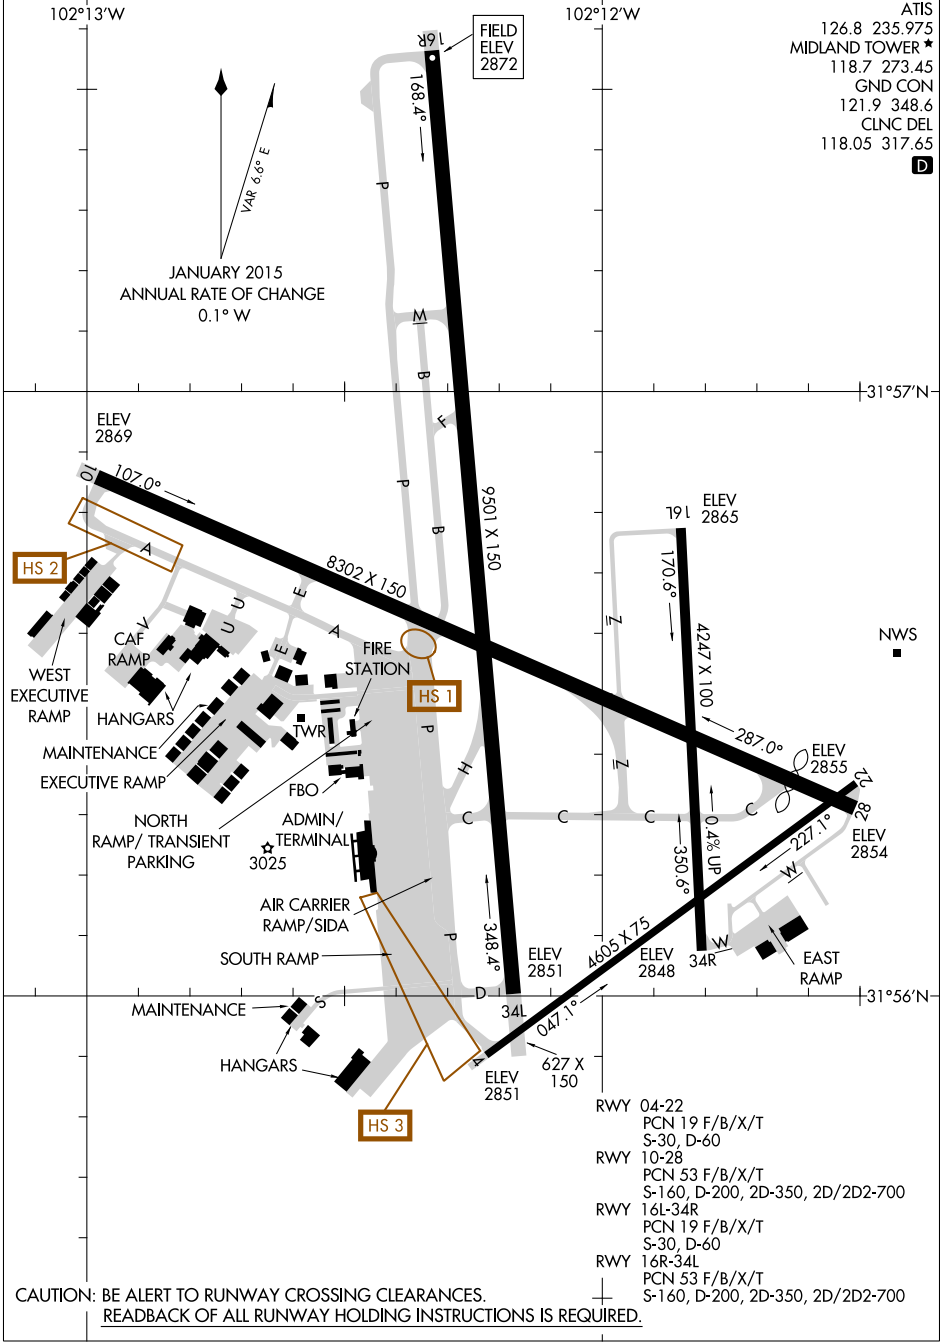 102°13'W
102°12'W
ATIS
126.8 235.975
MIDLAND TOWER ★
118.7 273.45
GND CON
121.9 348.6
CLNC DEL
118.05 317.65
D
FIELD
ELEV
2872
16R
168.4°
VAR 6.6° E
JANUARY 2015
ANNUAL RATE OF CHANGE
0.1° W
P
M
B
F
31°57'N
ELEV
2869
10
107.0°
P
B
9501 X 150
ELEV
2865
16L
170.6°
HS 2
A
8302 X 150
U
U
E
V
A
E
Z
4247 X 100
NWS
CAF
RAMP
FIRE
STATION
HS 1
WEST
EXECUTIVE
RAMP
HANGARS
TWR
P
287.0°
MAINTENANCE
EXECUTIVE RAMP
H
Z
ELEV
2855
22
FBO
NORTH
RAMP/ TRANSIENT
PARKING
ADMIN/
TERMINAL
C
C
C
C
28
ELEV
2854
3025
0.4% UP
350.6°
227.1°
W
AIR CARRIER
RAMP/SIDA
P
348.4°
4605 X 75
SOUTH RAMP
ELEV
2851
ELEV
2848
34R
W
EAST
RAMP
D
34L
31°56'N
MAINTENANCE
S
047.1°
HANGARS
4
ELEV
2851
627 X
150
HS 3
RWY 04-22
PCN 19 F/B/X/T
S-30, D-60
RWY 10-28
PCN 53 F/B/X/T
S-160, D-200, 2D-350, 2D/2D2-700
RWY 16L-34R
PCN 19 F/B/X/T
S-30, D-60
RWY 16R-34L
PCN 53 F/B/X/T
S-160, D-200, 2D-350, 2D/2D2-700
CAUTION: BE ALERT TO RUNWAY CROSSING CLEARANCES.
READBACK OF ALL RUNWAY HOLDING INSTRUCTIONS IS REQUIRED.